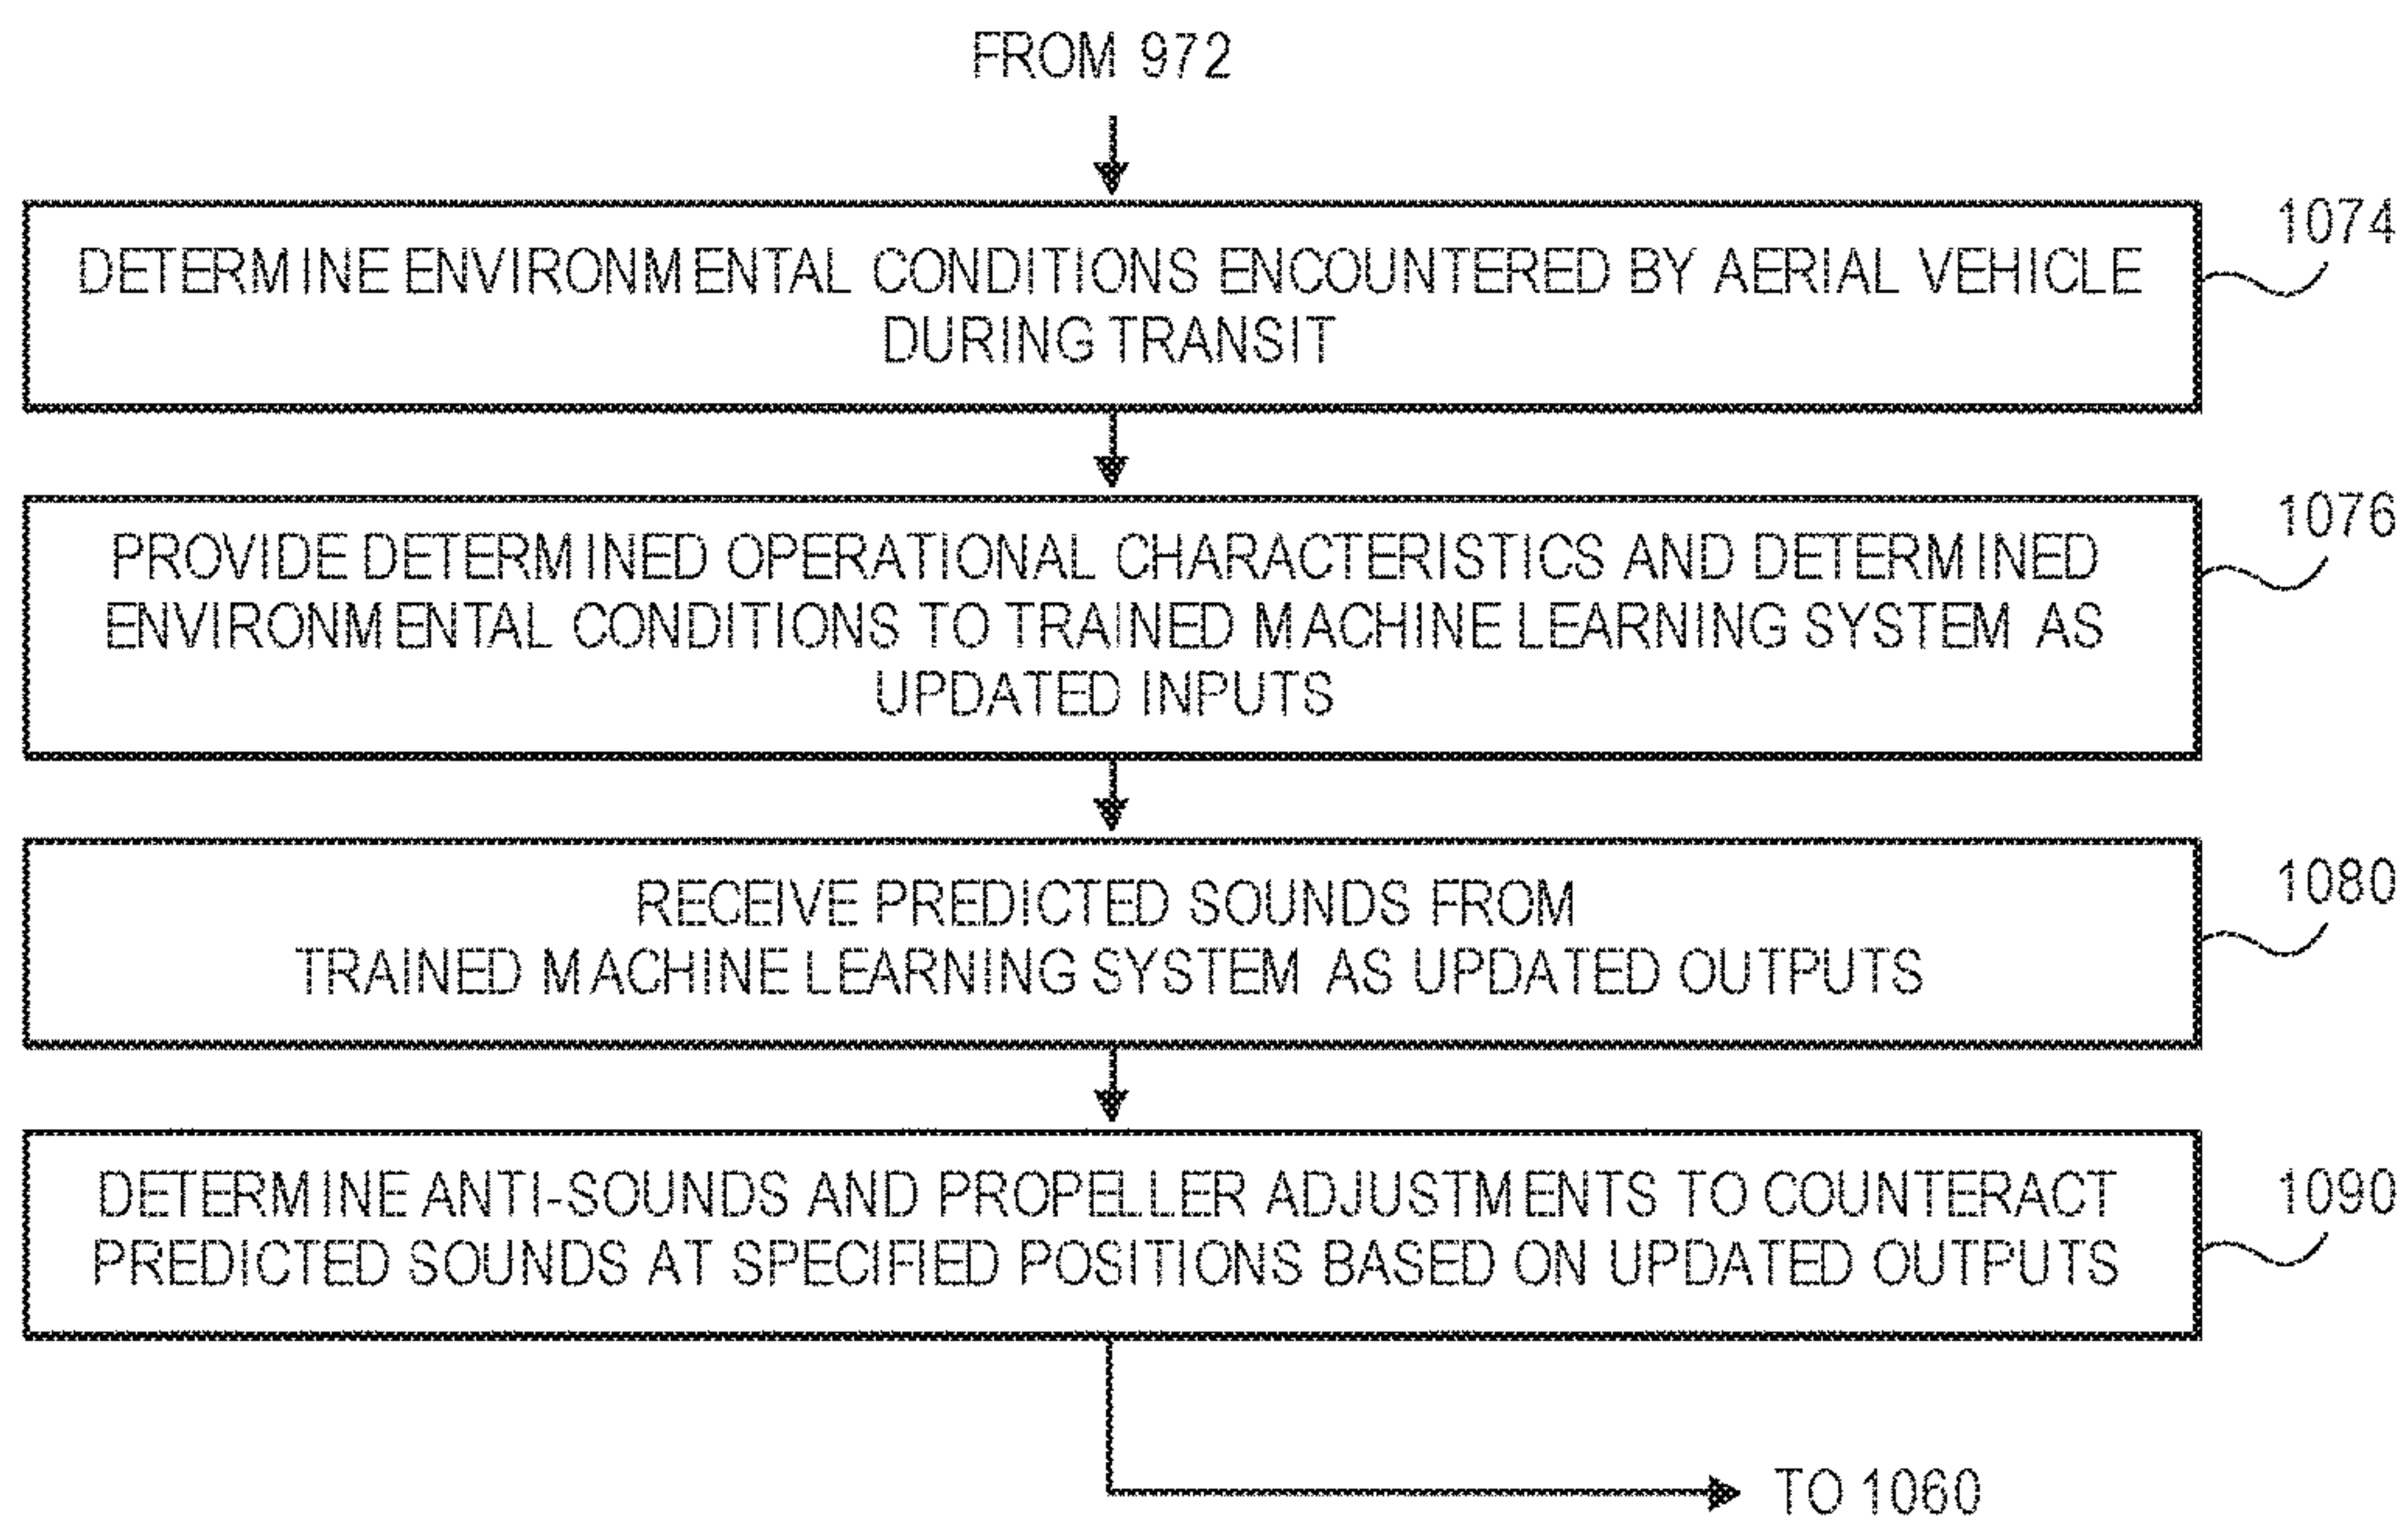 FROM 972
1074
DETERMINE ENVIRONMENTAL CONDITIONS ENCOUNTERED BY AERIAL VEHICLE
DURING TRANSIT
1076
PROVIDE DETERMINED OPERATIONAL CHARACTERISTICS AND DETERMINED
ENVIRONMENTAL CONDITIONS TO TRAINED MACHINE LEARNING SYSTEM AS
UPDATED INPUTS
1080
RECEIVE PREDICTED SOUNDS FROM
TRAINED MACHINE LEARNING SYSTEM AS UPDATED OUTPUTS
1090
DETERMINE ANTI-SOUNDS AND PROPELLER ADJUSTMENTS TO COUNTERACT
PREDICTED SOUNDS AT SPECIFIED POSITIONS BASED ON UPDATED OUTPUTS
TO 1060